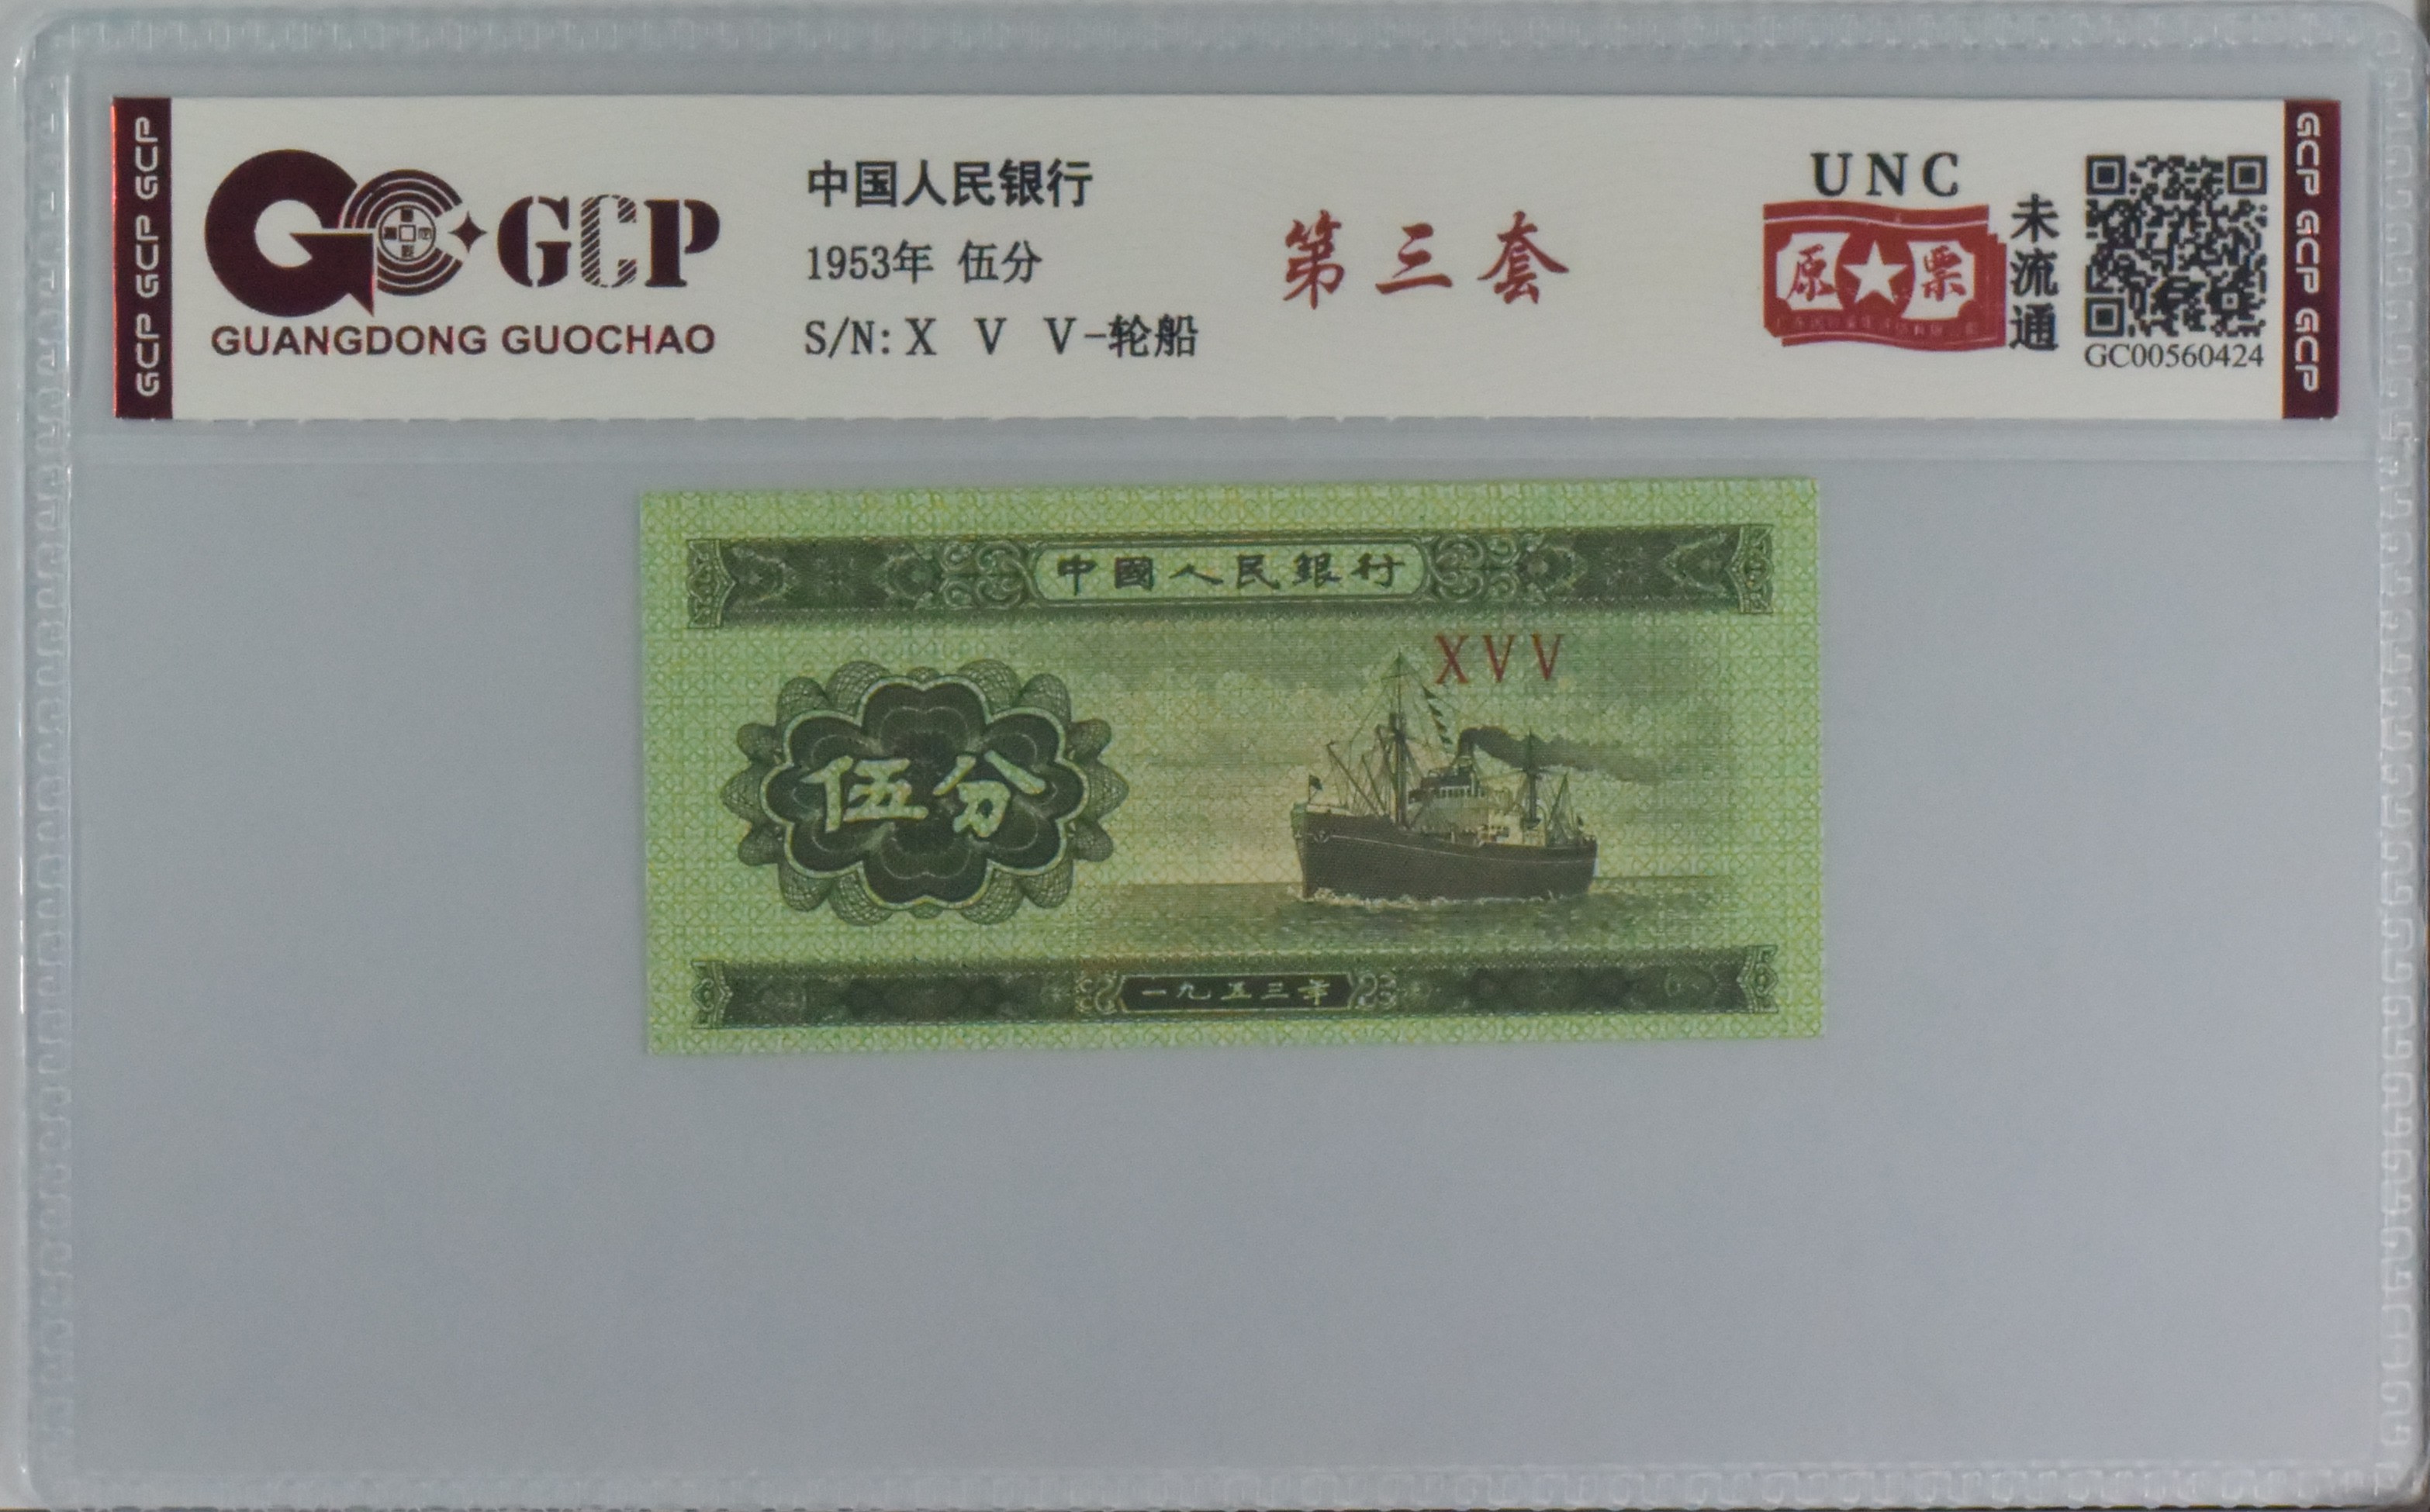 GCP GCP GCP
GCP
GUANGDONG GUOCHAO
中国人民银行
1953年 伍分
S/N: X V V-轮船
第三套
UNC
原★票
未流通
GC00560424
GCP GCP GCP
中國人民銀行
XVV
伍分
一九五三年